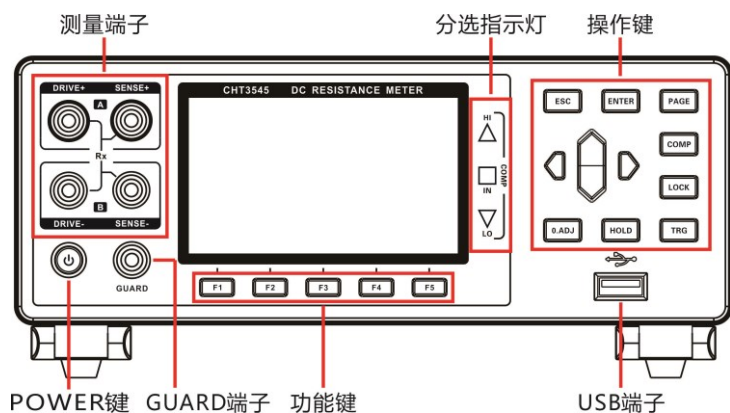 测量端子
分选指示灯
操作键
DRIVE+ SENSE+
A
Rx
B
DRIVE- SENSE-
GUARD
CHT3545 DC RESISTANCE METER
HI
IN
LO
COMP
F1 F2 F3 F4 F5
ESC ENTER PAGE
COMP
LOCK
0.ADJ HOLD TRG
POWER键 GUARD端子 功能键 USB端子